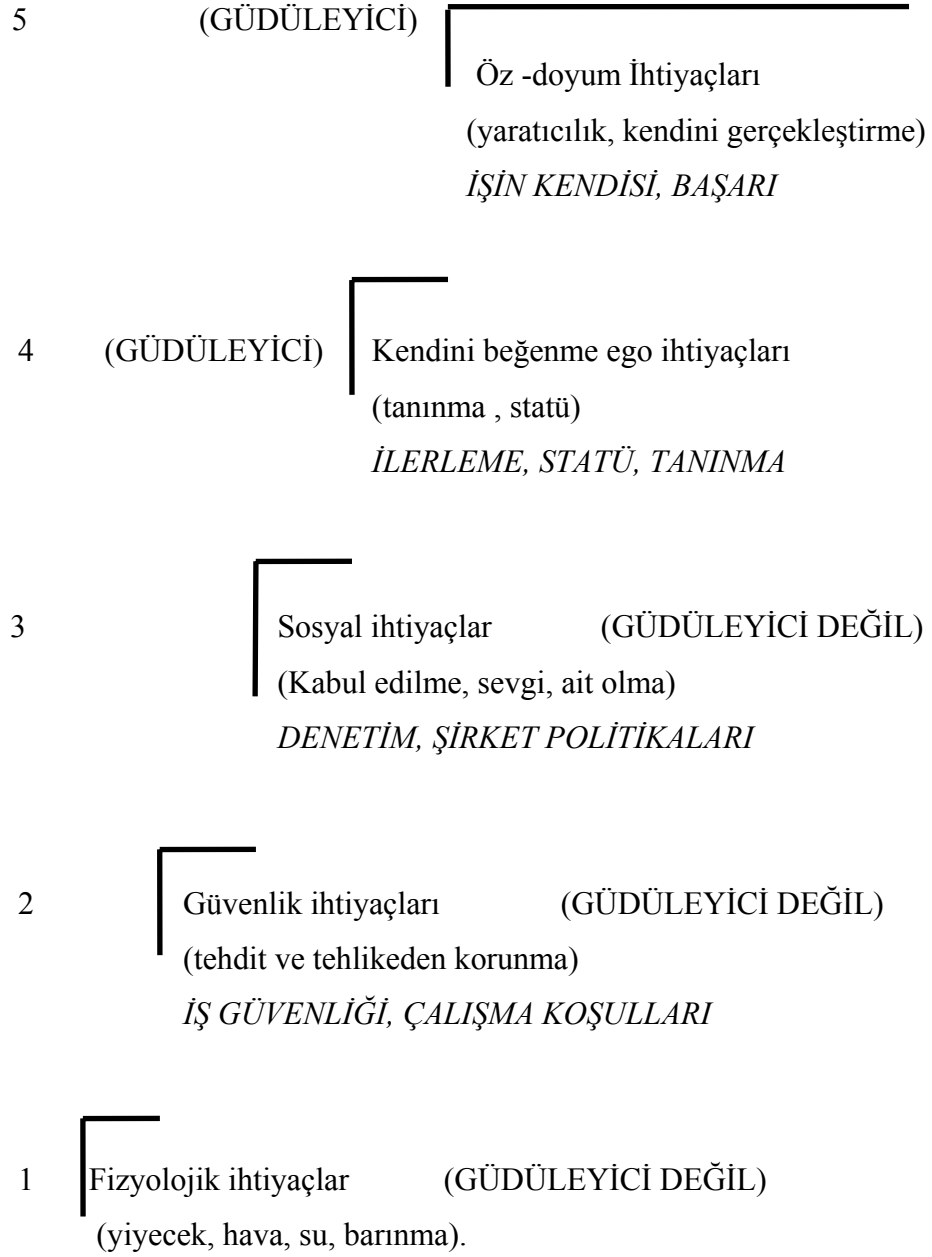 5 (GÜDÜLEYİCİ)
Öz -doyum İhtiyaçları
(yaratıcılık, kendini gerçekleştirme)
İŞİN KENDİSİ, BAŞARI
4 (GÜDÜLEYİCİ) Kendini beğenme ego ihtiyaçları
(tanınma , statü)
İLERLEME, STATÜ, TANINMA
3 Sosyal ihtiyaçlar (GÜDÜLEYİCİ DEĞİL)
(Kabul edilme, sevgi, ait olma)
DENETİM, ŞİRKET POLİTİKALARI
2 Güvenlik ihtiyaçları (GÜDÜLEYİCİ DEĞİL)
(tehdit ve tehlikeden korunma)
İŞ GÜVENLİĞİ, ÇALIŞMA KOŞULLARI
1 Fizyolojik ihtiyaçlar (GÜDÜLEYİCİ DEĞİL)
(yiyecek, hava, su, barınma).